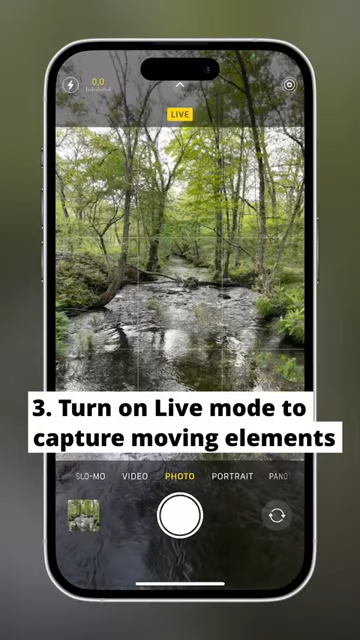 0,0
LIVE
3. Turn on Live mode to
capture moving elements
SLO-MO VIDEO PHOTO PORTRAIT PANO